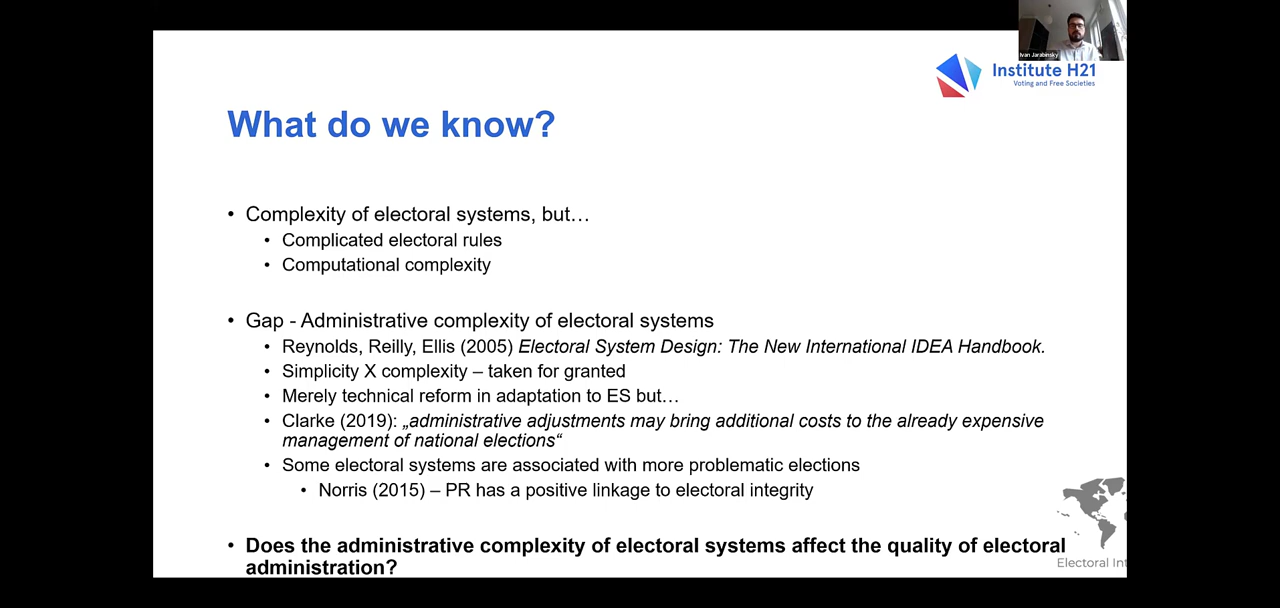 Ivan Jarabinsky
Institute H21
Voting and Free Societies
What do we know?
• Complexity of electoral systems, but…
• Complicated electoral rules
• Computational complexity
• Gap - Administrative complexity of electoral systems
• Reynolds, Reilly, Ellis (2005) Electoral System Design: The New International IDEA Handbook.
• Simplicity X complexity – taken for granted
• Merely technical reform in adaptation to ES but…
• Clarke (2019): „administrative adjustments may bring additional costs to the already expensive
management of national elections“
• Some electoral systems are associated with more problematic elections
• Norris (2015) – PR has a positive linkage to electoral integrity
• Does the administrative complexity of electoral systems affect the quality of electoral
administration?
Electoral Int